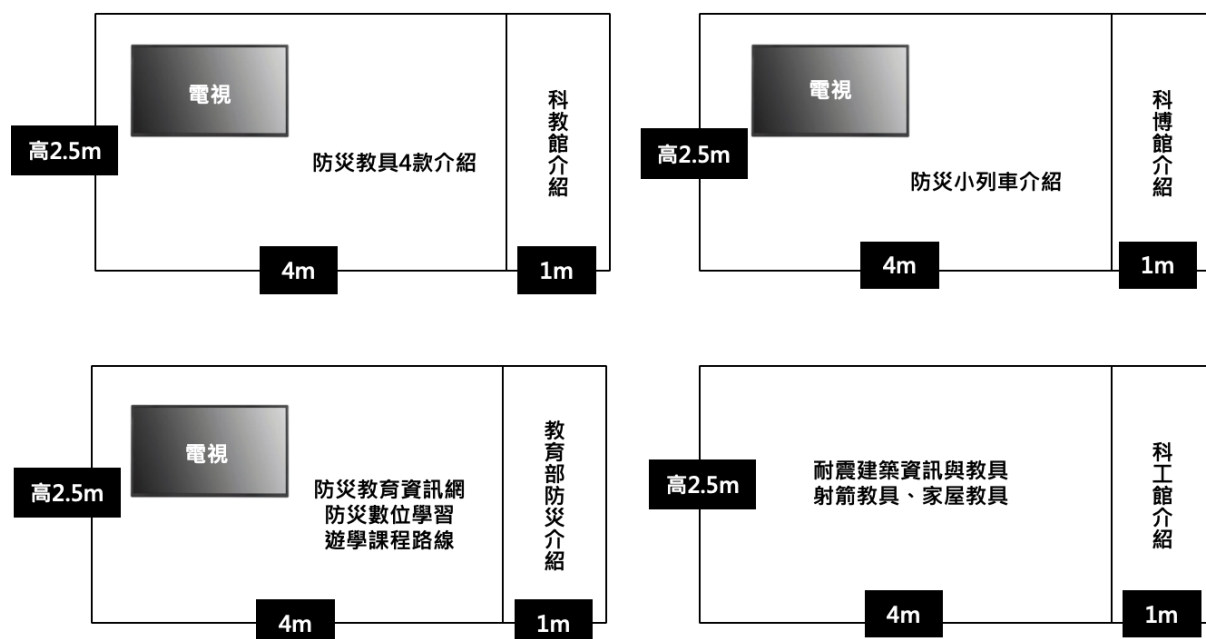 電視
高2.5m
防災教具4款介紹
科教館介紹
4m
1m
電視
高2.5m
防災小列車介紹
科博館介紹
4m
1m
電視
高2.5m
防災教育資訊網
防災數位學習
遊學課程路線
教育部防災介紹
4m
1m
高2.5m
耐震建築資訊與教具
射箭教具、家屋教具
科工館介紹
4m
1m